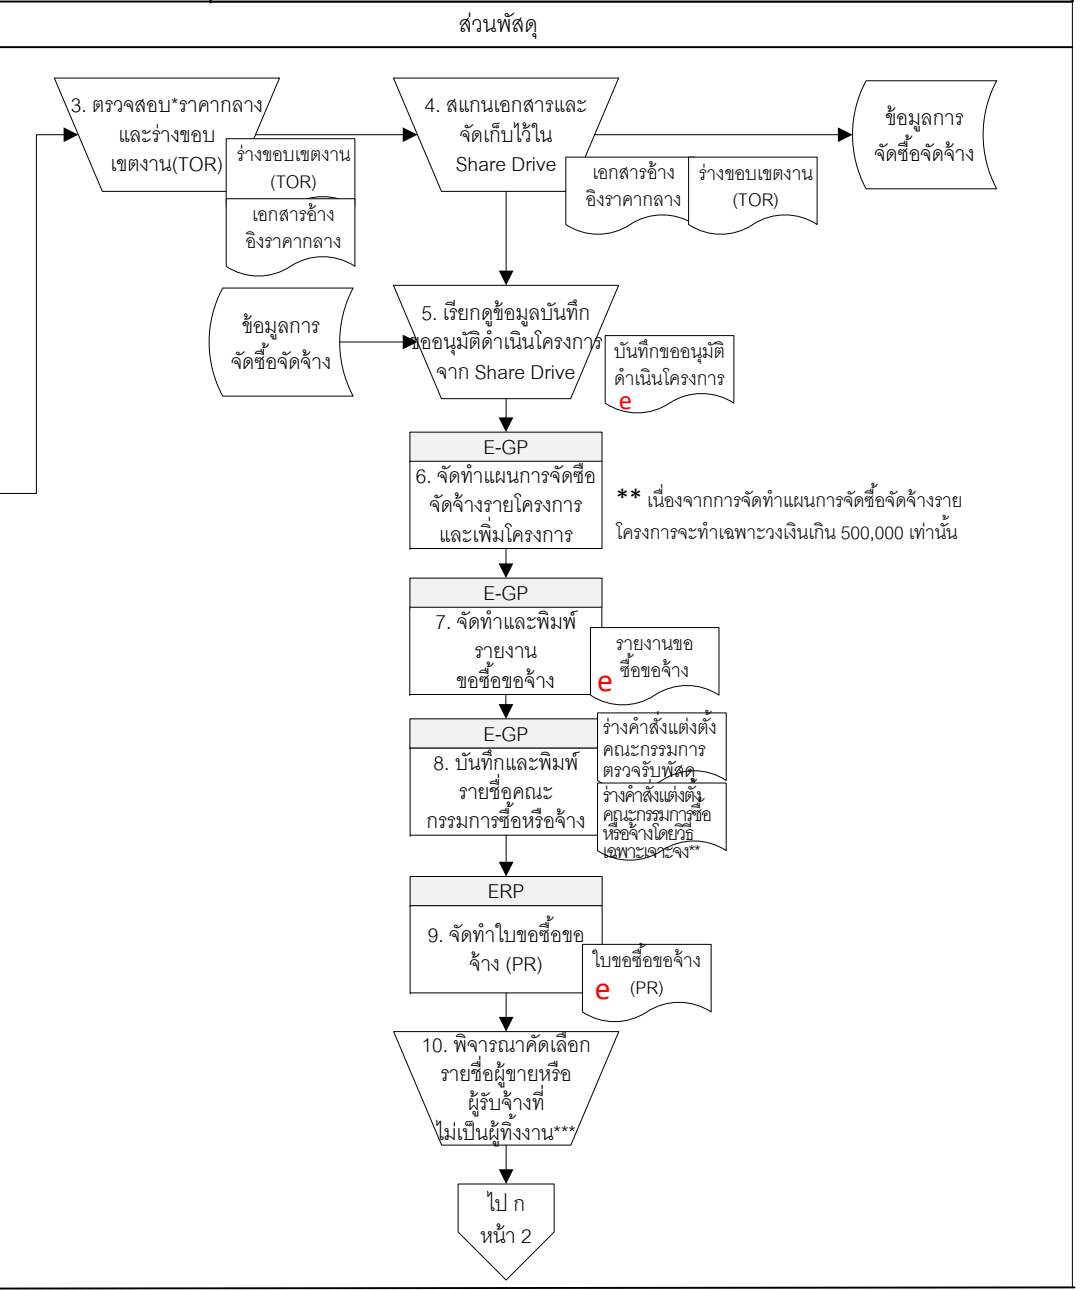 ส่วนพัสดุ
3. ตรวจสอบ*ราคากลาง
และร่างขอบ
เขตงาน(TOR)
ร่างขอบเขตงาน
(TOR)
เอกสารอ้าง
อิงราคากลาง
4. สแกนเอกสารและ
จัดเก็บไว้ใน
Share Drive
เอกสารอ้าง
อิงราคากลาง
ร่างขอบเขตงาน
(TOR)
ข้อมูลการ
จัดซื้อจัดจ้าง
ข้อมูลการ
จัดซื้อจัดจ้าง
5. เรียกดูข้อมูลบันทึก
ขออนุมัติดำเนินโครงการ
จาก Share Drive
บันทึกขออนุมัติ
ดำเนินโครงการ
e
E-GP
6. จัดทำแผนการจัดซื้อ
จัดจ้างรายโครงการ
และเพิ่มโครงการ
** เนื่องจากการจัดทำแผนการจัดซื้อจัดจ้างราย
โครงการจะทำเฉพาะวงเงินเกิน 500,000 เท่านั้น
E-GP
7. จัดทำและพิมพ์
รายงาน
ขอซื้อขอจ้าง
รายงานขอ
ซื้อขอจ้าง
e
E-GP
8. บันทึกและพิมพ์
รายชื่อคณะ
กรรมการซื้อหรือจ้าง
ร่างคำสั่งแต่งตั้ง
คณะกรรมการ
ตรวจรับพัสดุ
ร่างคำสั่งแต่งตั้ง
คณะกรรมการซื้อ
หรือจ้างโดยวิธี
เฉพาะเจาะจง**
ERP
9. จัดทำใบขอซื้อขอ
จ้าง (PR)
ใบขอซื้อขอจ้าง
e (PR)
10. พิจารณาคัดเลือก
รายชื่อผู้ขายหรือ
ผู้รับจ้างที่
ไม่เป็นผู้ทิ้งงาน***
ไป ก
หน้า 2